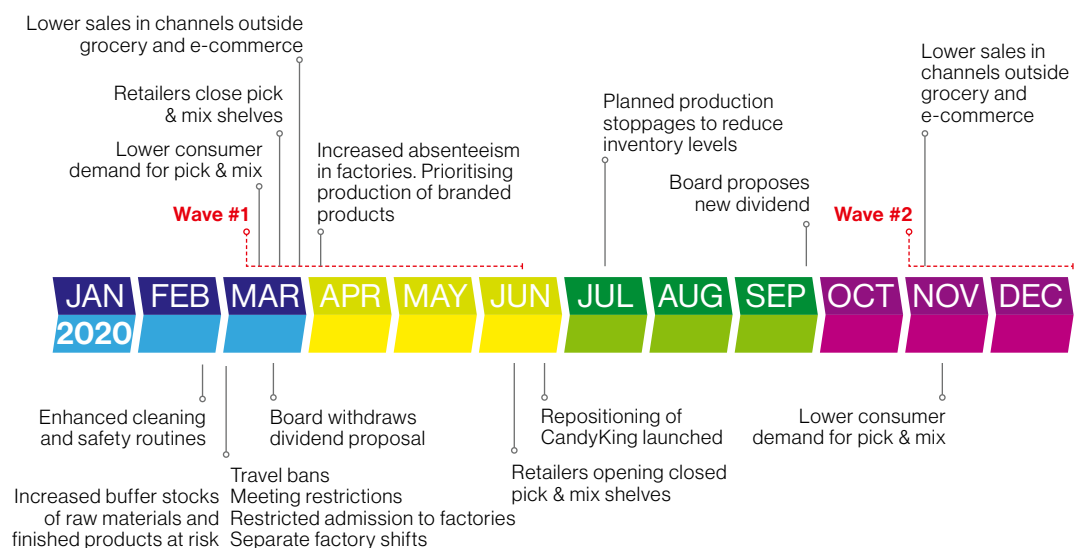 Lower sales in channels outside
grocery and e-commerce
Retailers close pick
& mix shelves
Lower consumer
demand for pick & mix
Wave #1
Increased absenteeism
in factories. Prioritising
production of branded
products
Planned production
stoppages to reduce
inventory levels
Board proposes
new dividend
Lower sales in
channels outside
grocery and
e-commerce
Wave #2
JAN FEB MAR APR MAY JUN JUL AUG SEP OCT NOV DEC
2020
Enhanced cleaning
and safety routines
Increased buffer stocks
of raw materials and
finished products at risk
Travel bans
Meeting restrictions
Restricted admission to factories
Separate factory shifts
Board withdraws
dividend proposal
Repositioning of
CandyKing launched
Retailers opening closed
pick & mix shelves
Lower consumer
demand for pick & mix